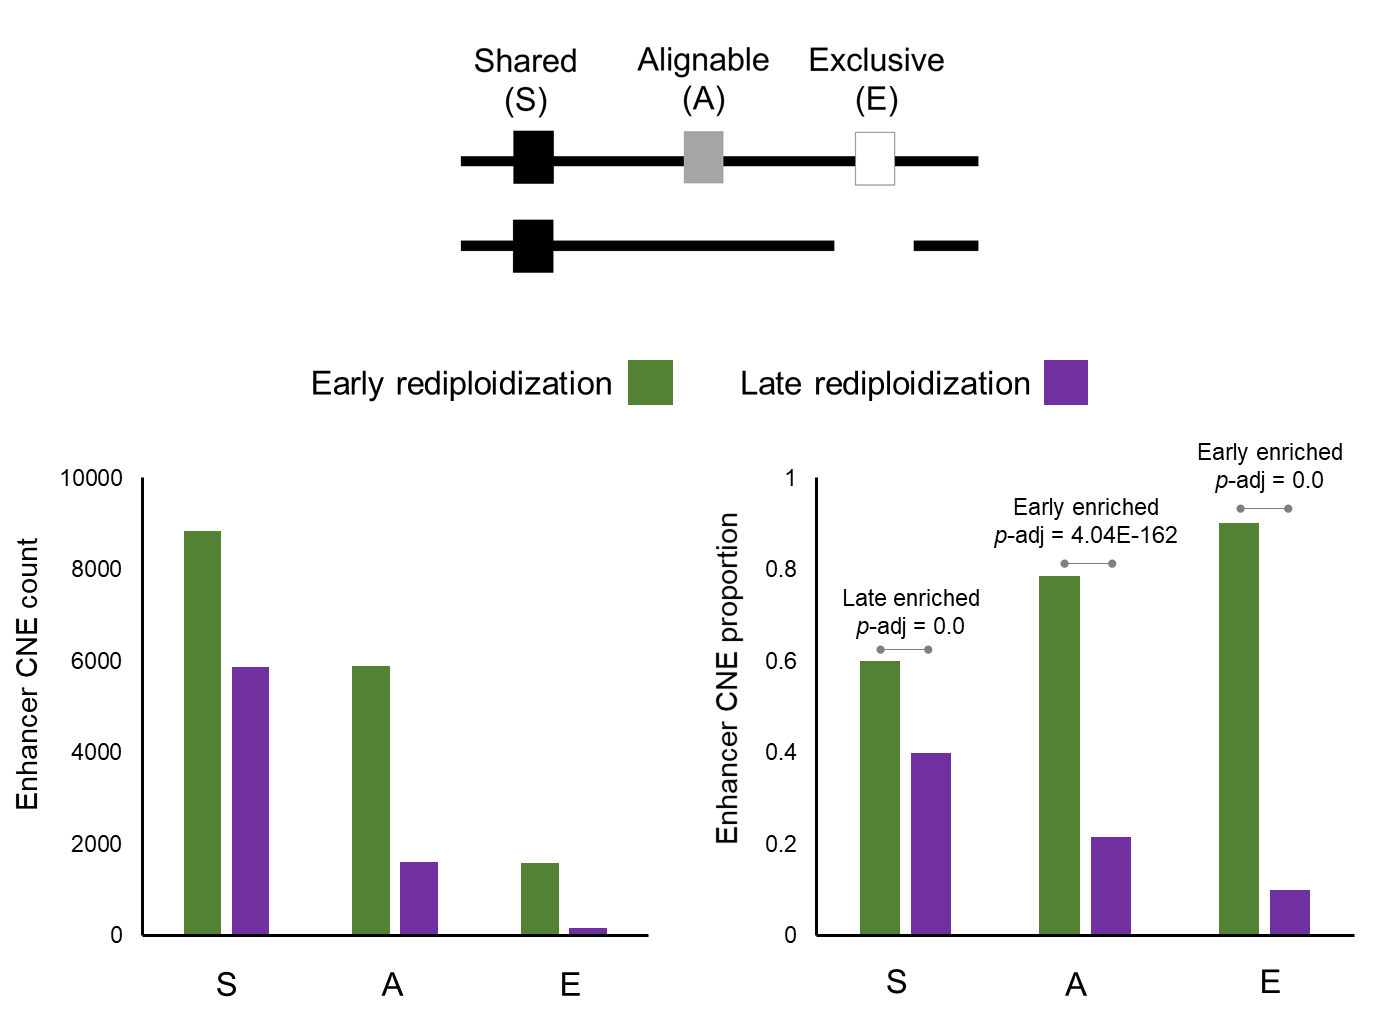 Shared
(S)
Alignable
(A)
Exclusive
(E)
Early rediploidization
Late rediploidization
Enhancer CNE count
10000
8000
6000
4000
2000
0
S
A
E
Enhancer CNE proportion
1
0.8
0.6
0.4
0.2
0
Late enriched
p-adj = 0.0
Early enriched
p-adj = 4.04E-162
Early enriched
p-adj = 0.0
S
A
E